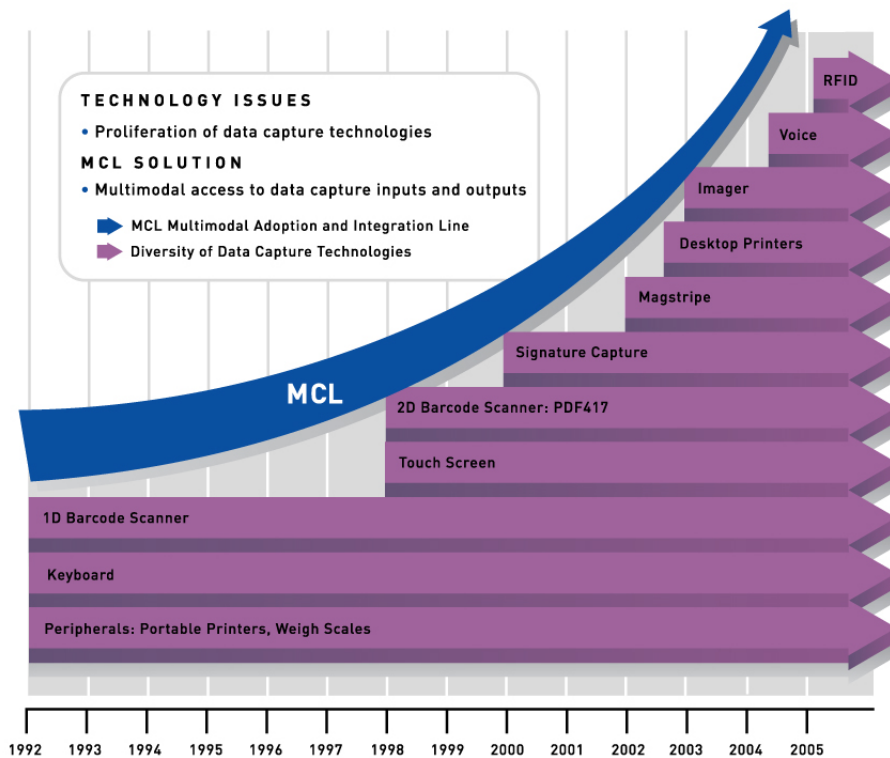 TECHNOLOGY ISSUES
• Proliferation of data capture technologies
MCL SOLUTION
• Multimodal access to data capture inputs and outputs
MCL Multimodal Adoption and Integration Line
Diversity of Data Capture Technologies
RFID
Voice
Imager
Desktop Printers
Magstripe
Signature Capture
MCL
2D Barcode Scanner: PDF417
Touch Screen
1D Barcode Scanner
Keyboard
Peripherals: Portable Printers, Weigh Scales
1992 1993 1994 1995 1996 1997 1998 1999 2000 2001 2002 2003 2004 2005